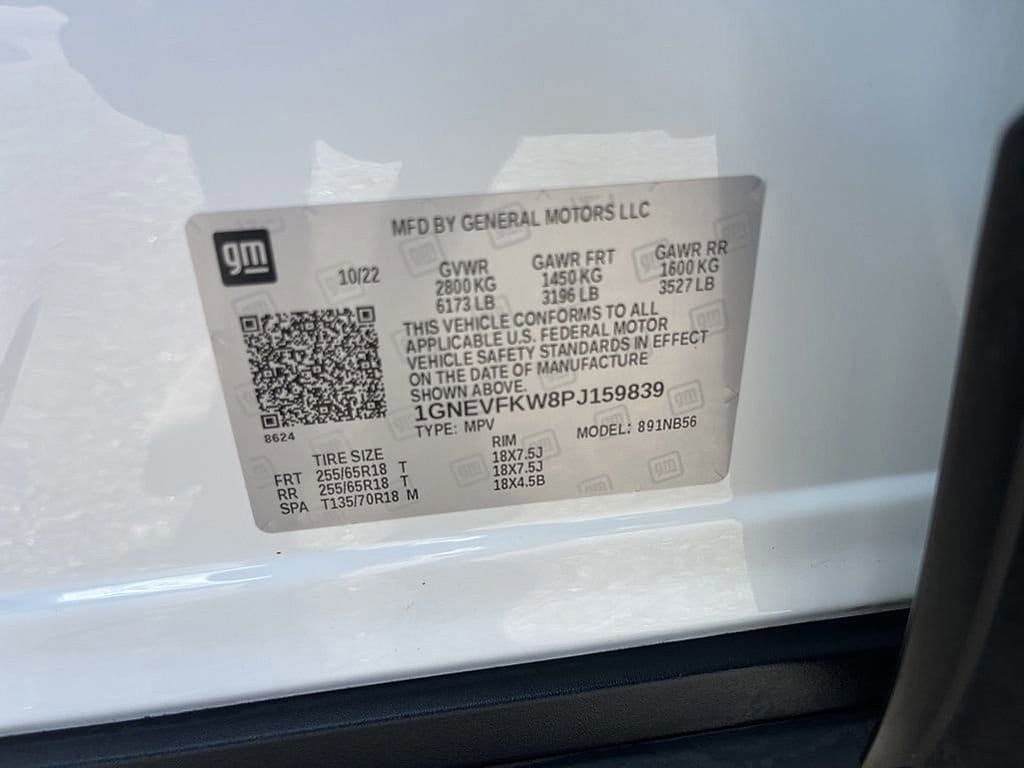 MFD BY GENERAL MOTORS LLC
gm
10/22
GVWR GAWR FRT GAWR RR
2800 KG 1450 KG 1600 KG
6173 LB 3196 LB 3527 LB
THIS VEHICLE CONFORMS TO ALL
APPLICABLE U.S. FEDERAL MOTOR
VEHICLE SAFETY STANDARDS IN EFFECT
ON THE DATE OF MANUFACTURE
SHOWN ABOVE.
1GNEVFKW8PJ159839
8624
TYPE: MPV MODEL: 891NB56
TIRE SIZE RIM
FRT 255/65R18 T 18X7.5J
RR 255/65R18 T 18X7.5J
SPA T135/70R18 M 18X4.5B